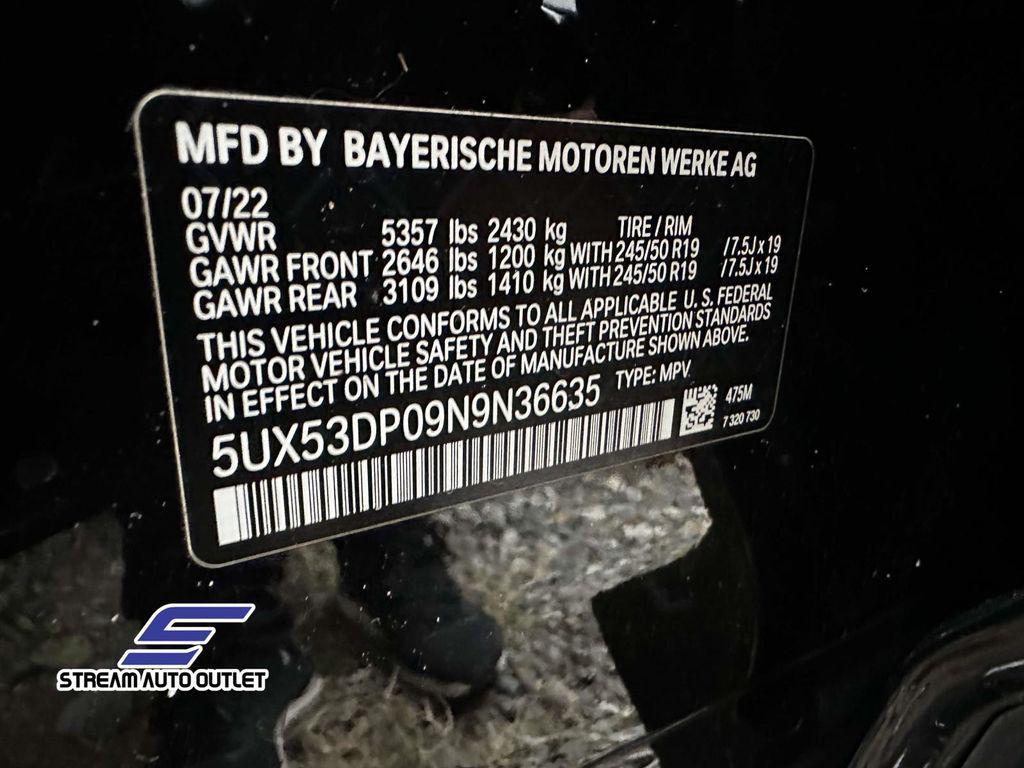 MFD BY BAYERISCHE MOTOREN WERKE AG
07/22
GVWR 5357 lbs 2430 kg TIRE / RIM
GAWR FRONT 2646 lbs 1200 kg WITH 245/50 R19 /7.5J x 19
GAWR REAR 3109 lbs 1410 kg WITH 245/50 R19 /7.5J x 19
THIS VEHICLE CONFORMS TO ALL APPLICABLE U. S. FEDERAL
MOTOR VEHICLE SAFETY AND THEFT PREVENTION STANDARDS
IN EFFECT ON THE DATE OF MANUFACTURE SHOWN ABOVE.
5UX53DP09N9N36635 TYPE: MPV
475M
7 320 730
STREAM AUTO OUTLET